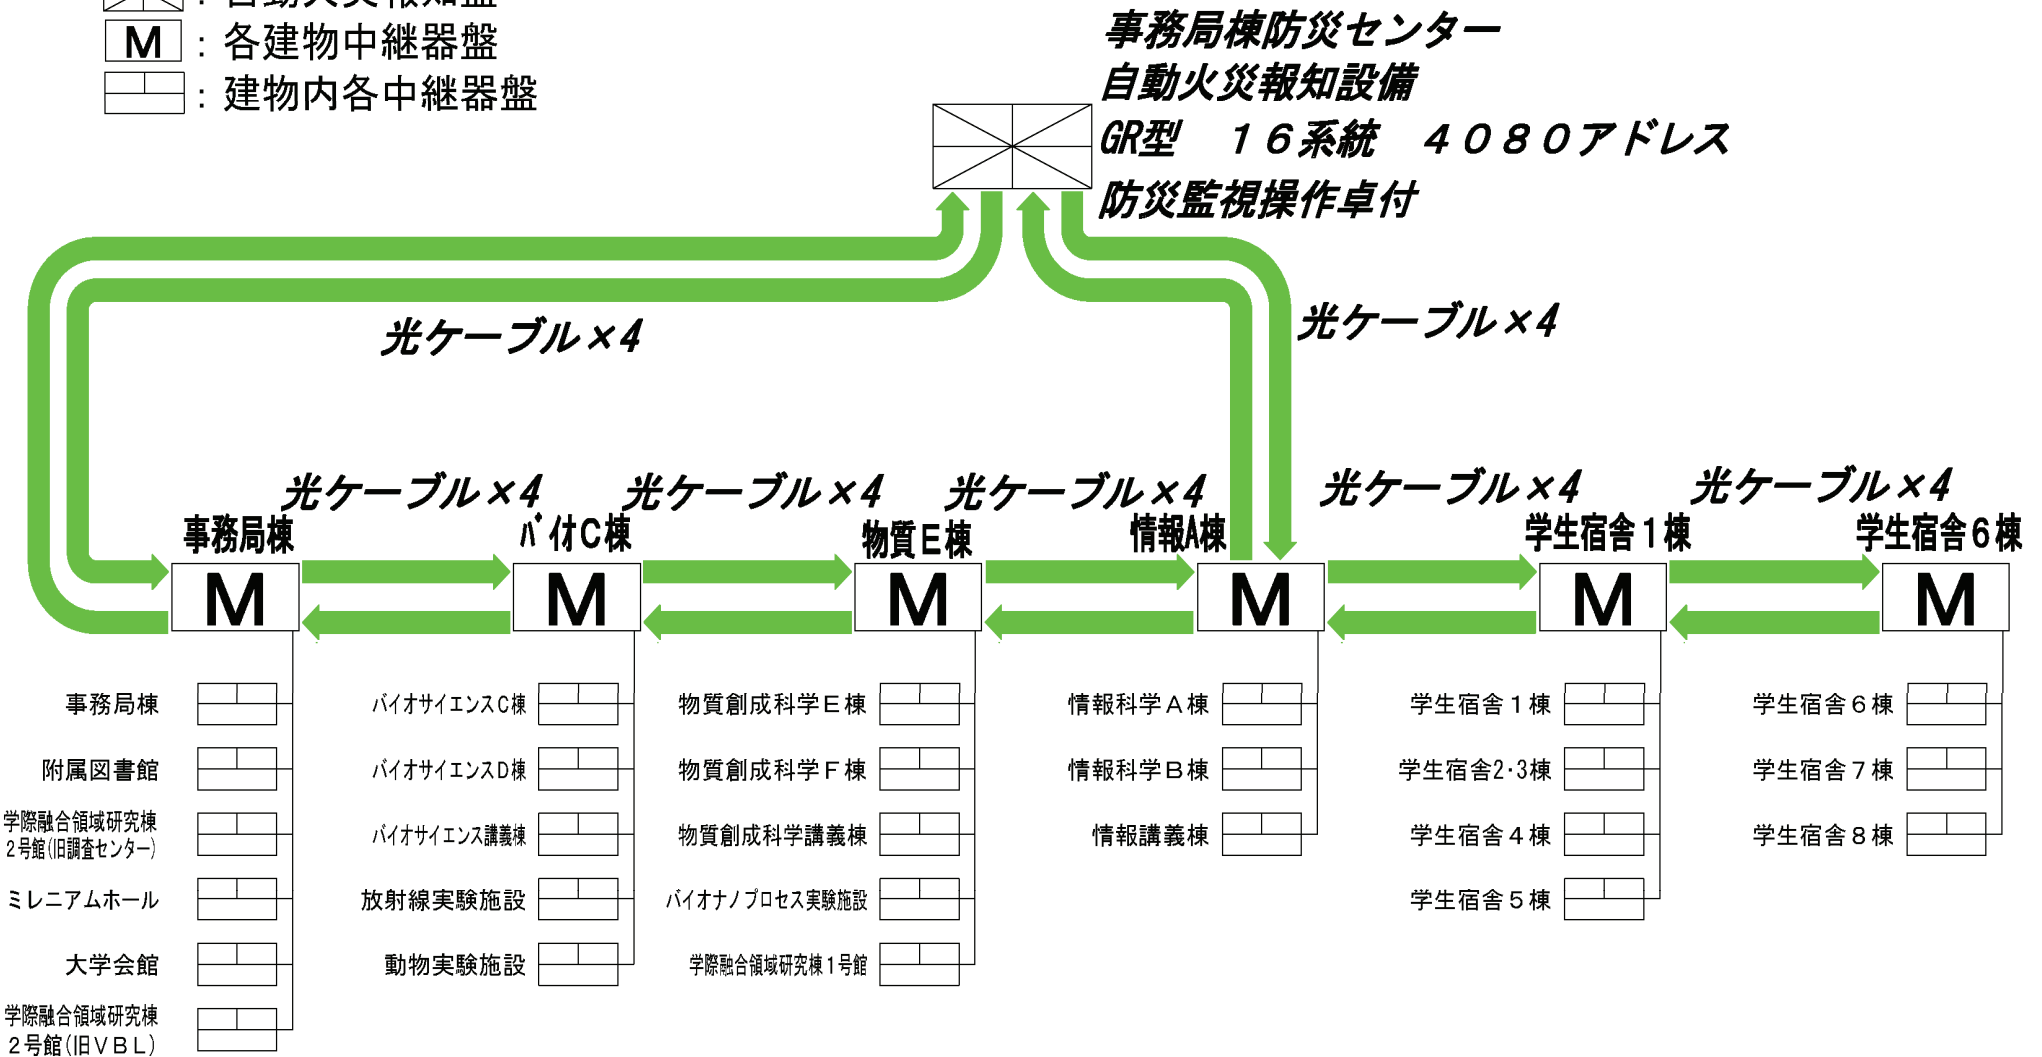 ：自動火災報知盤
M：各建物中継器盤
：建物内各中継器盤
事務局棟防災センター
自動火災報知設備
GR型　１６系統　４０８０アドレス
防災監視操作卓付
光ケーブル×4
光ケーブル×4
光ケーブル×4
光ケーブル×4
光ケーブル×4
光ケーブル×4
光ケーブル×4
事務局棟
バイオC棟
物質Ｅ棟
情報A棟
学生宿舎１棟
学生宿舎６棟
M
M
M
M
M
M
事務局棟
附属図書館
学際融合領域研究棟
2号館(旧調査センター)
ミレニアムホール
大学会館
学際融合領域研究棟
2号館(旧ＶＢＬ)
バイオサイエンスC棟
バイオサイエンスD棟
バイオサイエンス講義棟
放射線実験施設
動物実験施設
物質創成科学Ｅ棟
物質創成科学Ｆ棟
物質創成科学講義棟
バイオナノプロセス実験施設
学際融合領域研究棟１号館
情報科学Ａ棟
情報科学Ｂ棟
情報講義棟
学生宿舎１棟
学生宿舎2・3棟
学生宿舎４棟
学生宿舎５棟
学生宿舎６棟
学生宿舎７棟
学生宿舎８棟